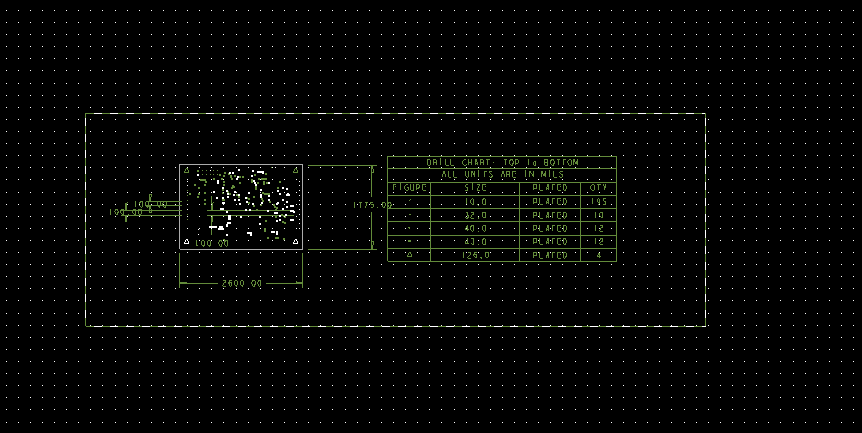 DRILL CHART: TOP to BOTTOM
ALL UNITS ARE IN MILS
FIGURE SIZE PLATED QTY
10.0 PLATED 195
32.0 PLATED 10
40.0 PLATED 12
43.0 PLATED 12
126.0 PLATED 4
1775.00
100.00
100.00
100.00
2600.00